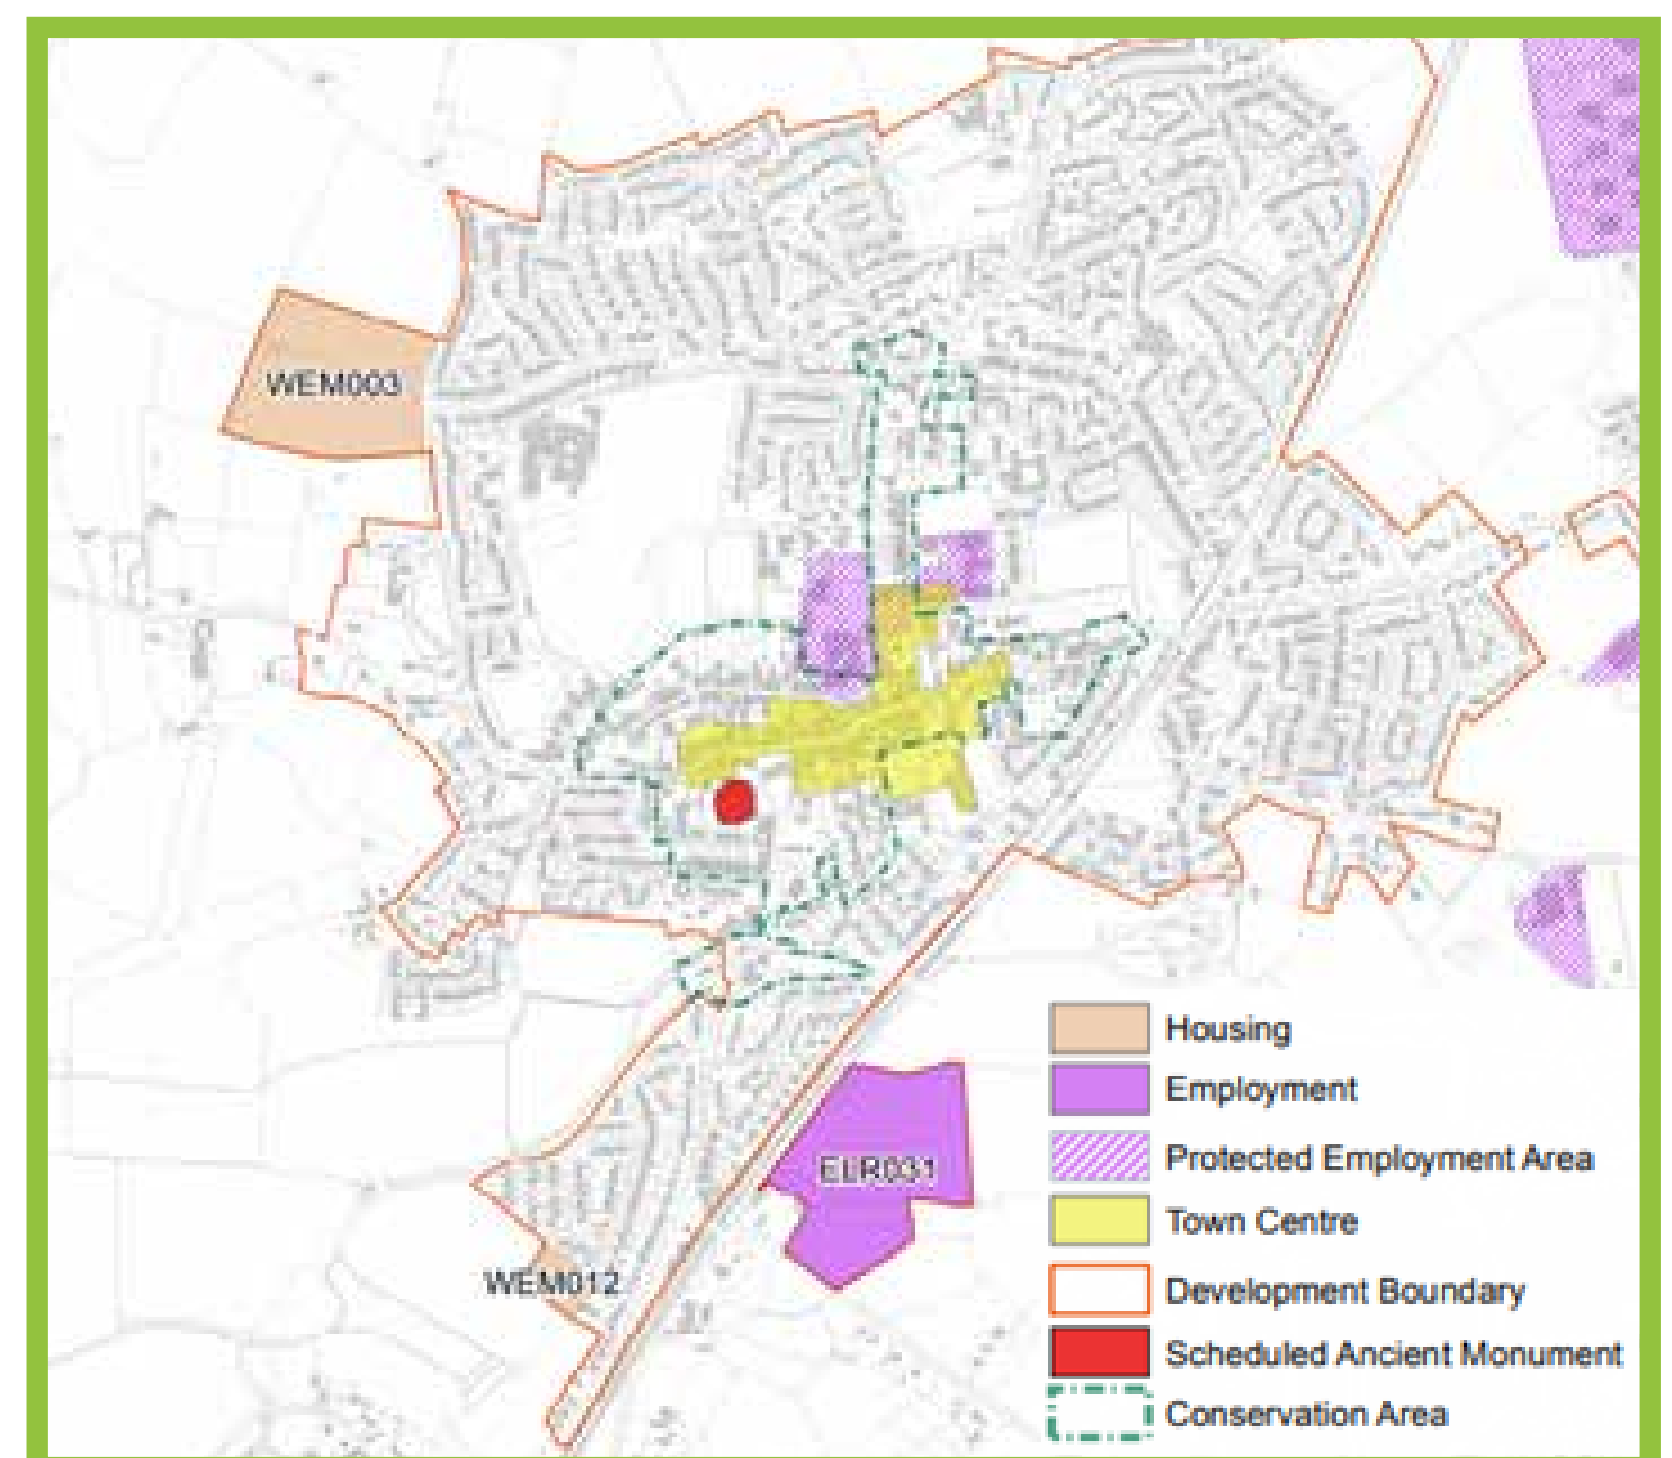 WEM003
ELR031
WEM012
Housing
Employment
Protected Employment Area
Town Centre
Development Boundary
Scheduled Ancient Monument
Conservation Area